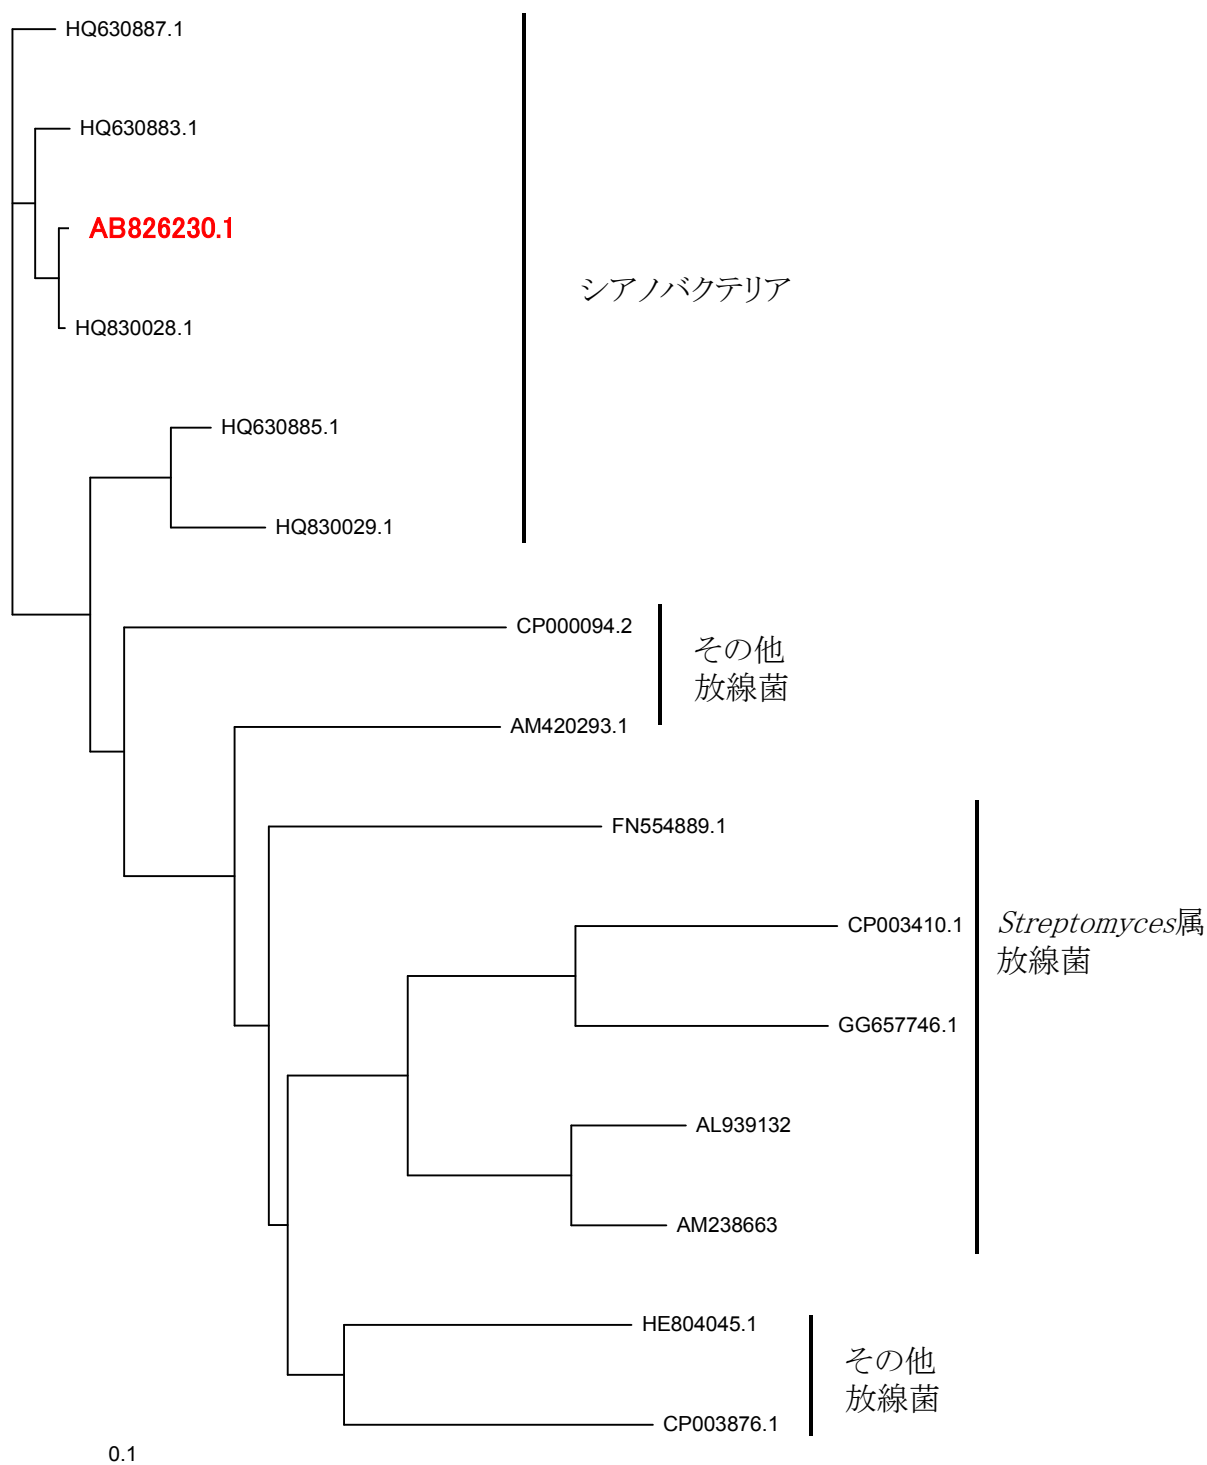 HQ630887.1
HQ630883.1
AB826230.1
シアノバクテリア
HQ830028.1
HQ630885.1
HQ830029.1
CP000094.2
その他
放線菌
AM420293.1
FN554889.1
CP003410.1
Streptomyces属
放線菌
GG657746.1
AL939132
AM238663
HE804045.1
その他
放線菌
CP003876.1
0.1